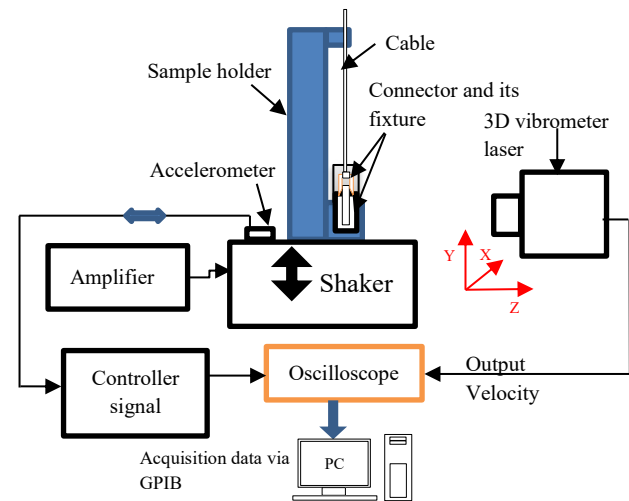 Cable
Sample holder
Connector and its
fixture
3D vibrometer
laser
Accelerometer
Amplifier
Shaker
Y
X
Z
Controller
signal
Oscilloscope
Output
Velocity
Acquisition data via
GPIB
PC